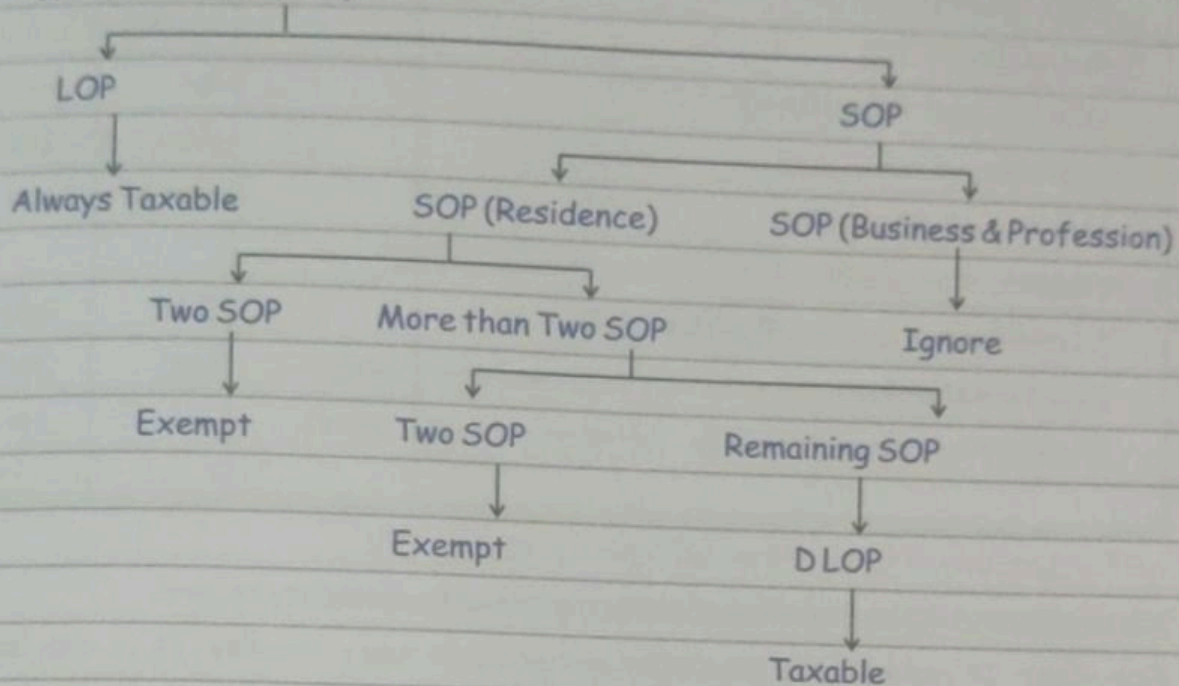 LOP
SOP
Always Taxable
SOP (Residence)
SOP (Business & Profession)
Two SOP
More than Two SOP
Ignore
Exempt
Two SOP
Remaining SOP
Exempt
DLOP
Taxable